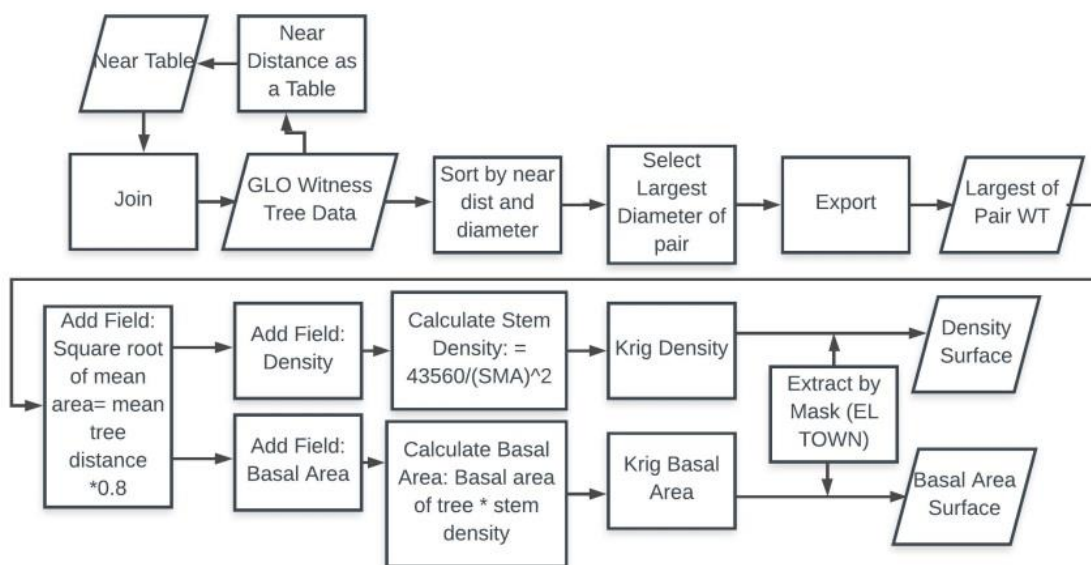 Near Table
Near
Distance as
a Table
Join
GLO Witness
Tree Data
Sort by near
dist and
diameter
Select
Largest
Diameter of
pair
Export
Largest of
Pair WT
Add Field:
Square root
of mean
area= mean
tree
distance
*0.8
Add Field:
Density
Calculate Stem
Density: =
43560/(SMA)^2
Krig Density
Density
Surface
Extract by
Mask (EL
TOWN)
Add Field:
Basal Area
Calculate Basal
Area: Basal area
of tree * stem
density
Krig Basal
Area
Basal Area
Surface